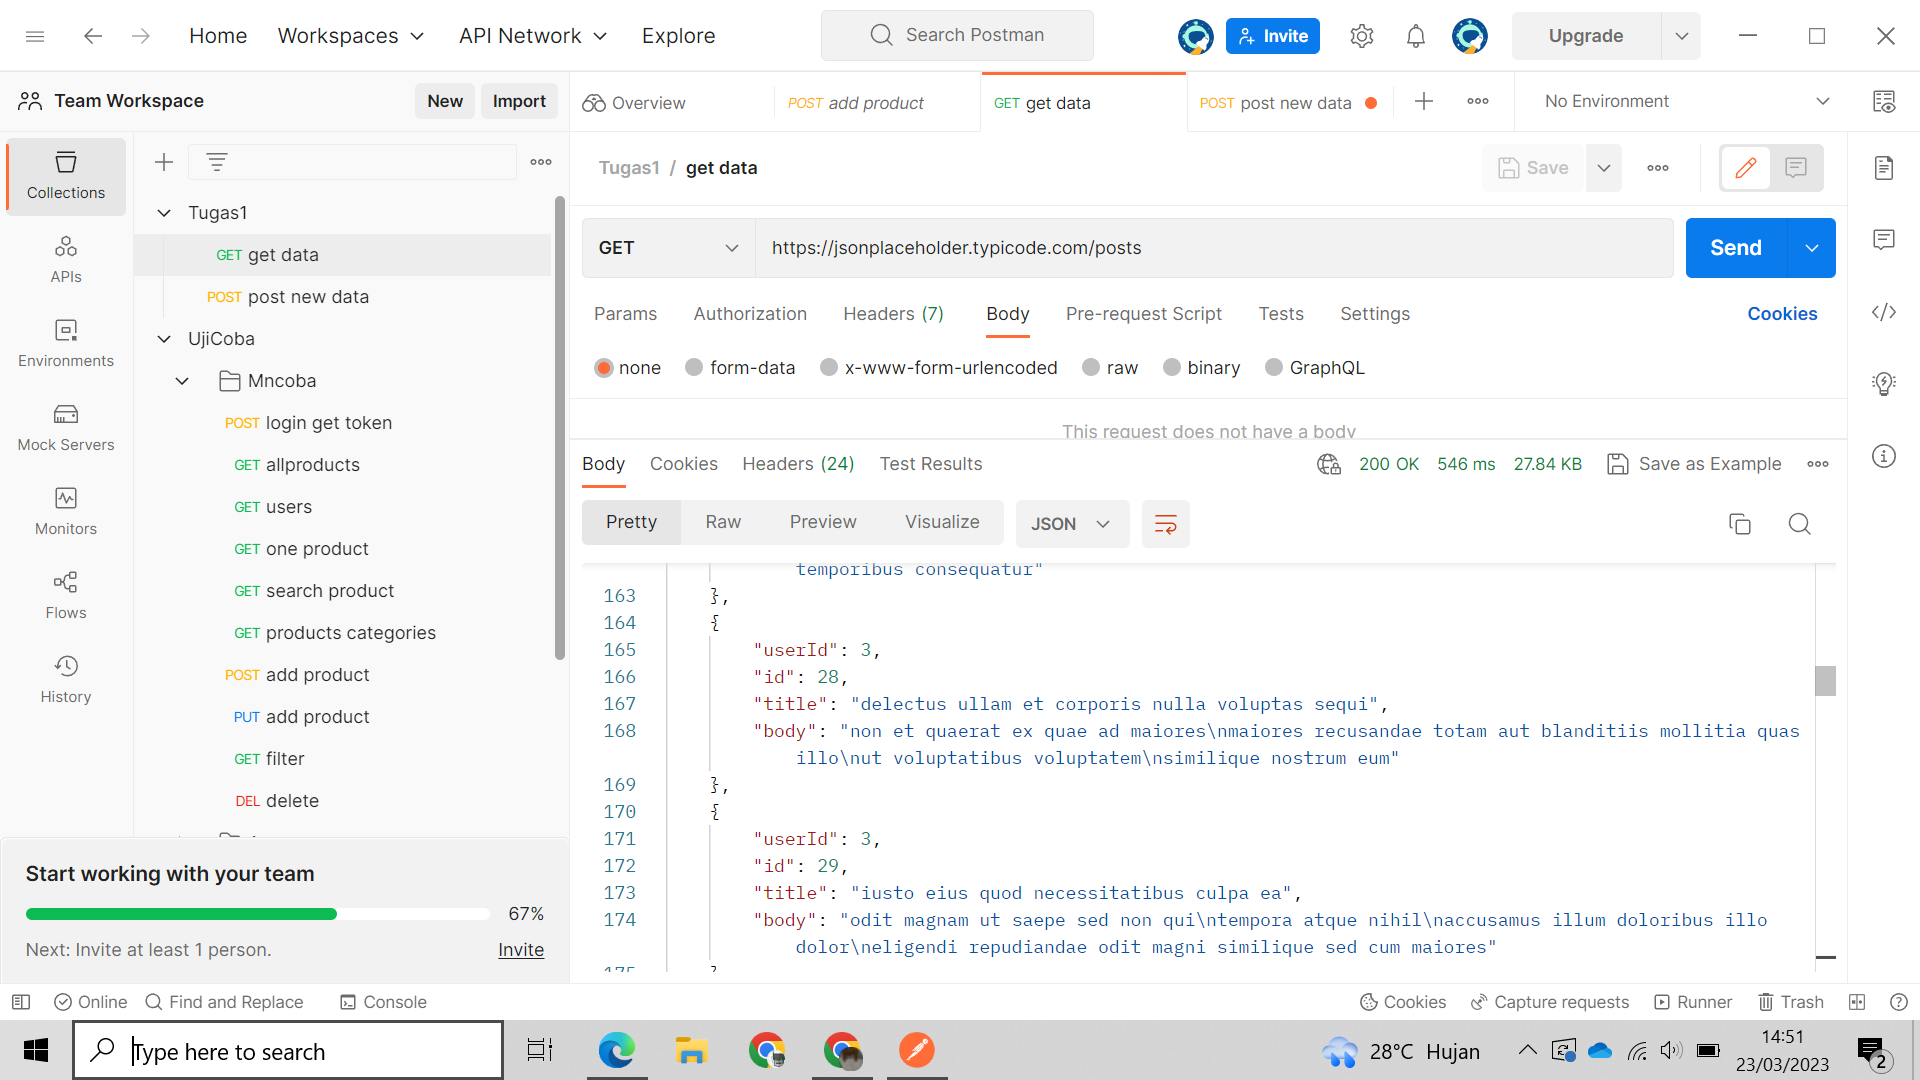 Home
Workspaces
API Network
Explore
Search Postman
Invite
Upgrade
Team Workspace
New
Import
Overview
POST add product
GET get data
POST post new data
No Environment
Collections
APIs
Environments
Mock Servers
Monitors
Flows
History
Tugas1
GET get data
POST post new data
UjiCoba
Mncoba
POST login get token
GET allproducts
GET users
GET one product
GET search product
GET products categories
POST add product
PUT add product
GET filter
DEL delete
Start working with your team
67%
Next: Invite at least 1 person.
Invite
Tugas1 / get data
Save
GET
https://jsonplaceholder.typicode.com/posts
Send
Params
Authorization
Headers (7)
Body
Pre-request Script
Tests
Settings
Cookies
none
form-data
x-www-form-urlencoded
raw
binary
GraphQL
This request does not have a body
Body
Cookies
Headers (24)
Test Results
200 OK
546 ms
27.84 KB
Save as Example
Pretty
Raw
Preview
Visualize
JSON
temporibus consequatur"
163 },
164 {
165 "userId": 3,
166 "id": 28,
167 "title": "delectus ullam et corporis nulla voluptas sequi",
168 "body": "non et quaerat ex quae ad maiores\nmaiores recusandae totam aut blanditiis mollitia quas
illo\nut voluptatibus voluptatem\nsimilique nostrum eum"
169 },
170 {
171 "userId": 3,
172 "id": 29,
173 "title": "iusto eius quod necessitatibus culpa ea",
174 "body": "odit magnam ut saepe sed non qui\ntempora atque nihil\naccusamus illum doloribus illo
dolor\neligendi repudiandae odit magni similique sed cum maiores"
175 }
Online
Find and Replace
Console
Cookies
Capture requests
Runner
Trash
Type here to search
28°C Hujan
14:51
23/03/2023
2